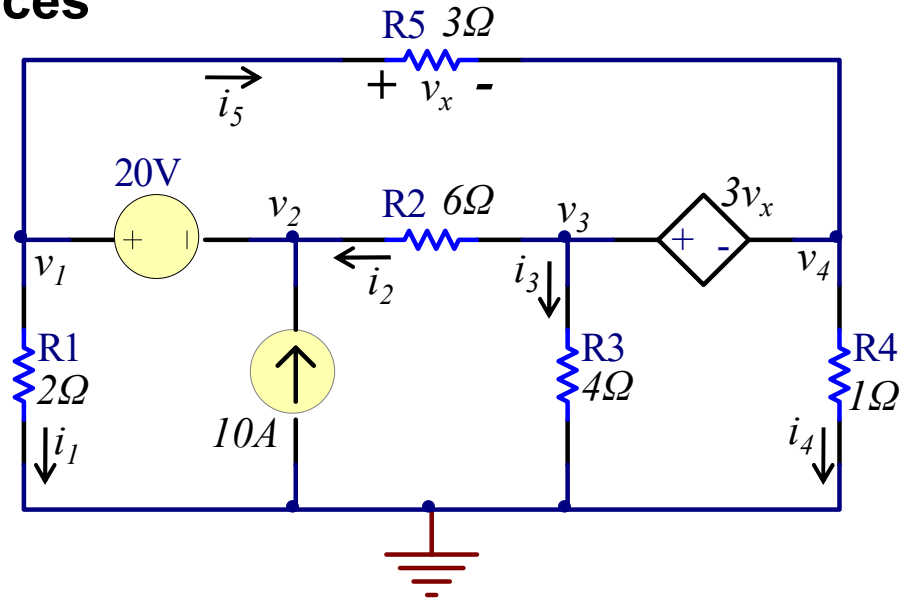 ces
R5 3Ω
+ vₓ -
i₅
20V
+ |
v₂
R2 6Ω
v₃
3vₓ
+ -
v₁
i₂
i₃
v₄
R1
2Ω
R3
4Ω
R4
1Ω
10A
i₁
i₄